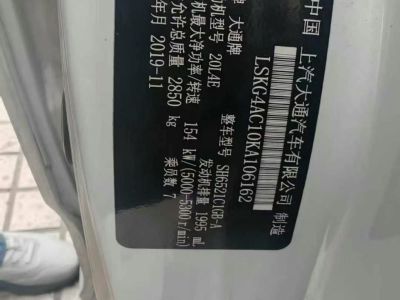 中国 上汽大通汽车有限公司 制造
LSKG4AC10KA106162
牌 大通牌 整车型号 SH6521C1GB-A
机型号 20L4E 发动机排量 1995 mL
机最大净功率/转速 154 kW/(5000-5300r/min)
允许总质量 2850 kg 乘员数 7
年月 2019-11